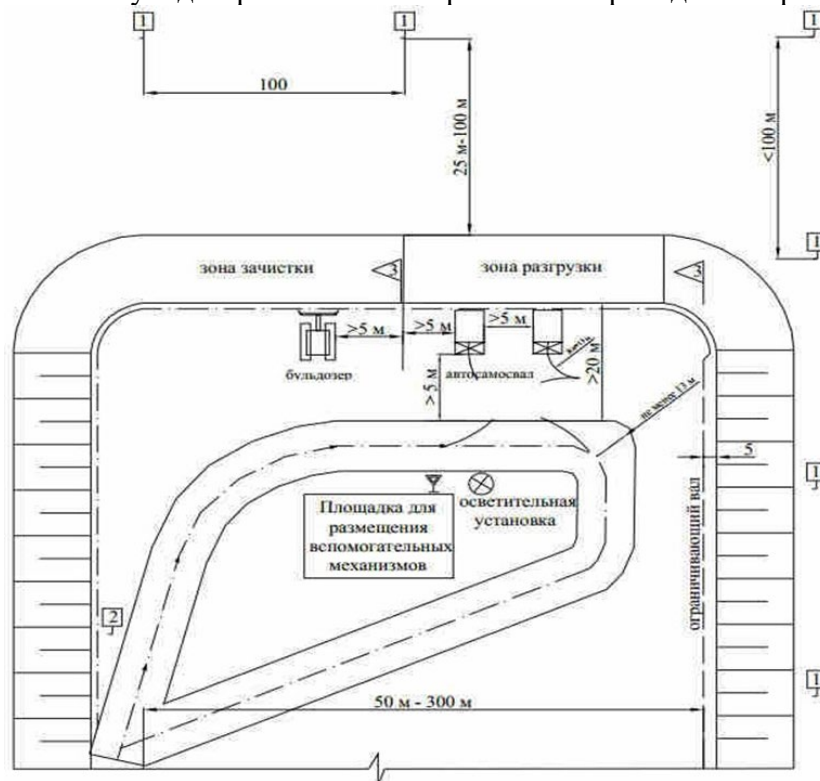 1 1 1
100
25 м-100 м
<100 м
1
зона зачистки
3
зона разгрузки
3
>5 м
>5 м
>5 м
бульдозер
автосамосвал
>5 м
>20 м
не менее 13 м
5
1
Площадка для
размещения
вспомогательных
механизмов
осветительная
установка
ограничивающий вал
2
1
50 м - 300 м